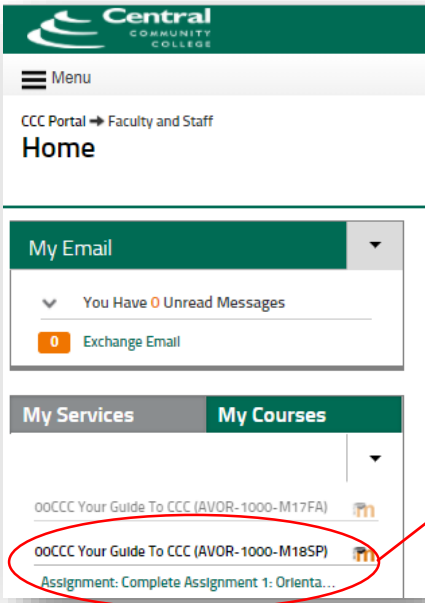 Central
COMMUNITY
COLLEGE
Menu
CCC Portal ➔ Faculty and Staff
Home
My Email
You Have 0 Unread Messages
0 Exchange Email
My Services My Courses
00CCC Your Guide To CCC (AVOR-1000-M17FA)
00CCC Your Guide To CCC (AVOR-1000-M18SP)
Assignment: Complete Assignment 1: Orienta...